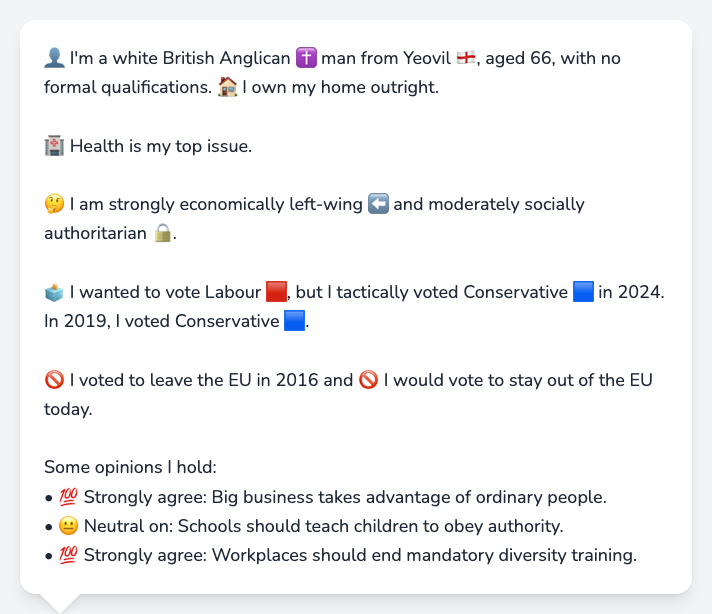 👤 I'm a white British Anglican ✝️ man from Yeovil 🏴󠁧󠁢󠁥󠁮󠁧󠁿, aged 66, with no
formal qualifications. 🏠 I own my home outright.
🏥 Health is my top issue.
🤔 I am strongly economically left-wing ⬅️ and moderately socially
authoritarian 🔒.
🗳️ I wanted to vote Labour 🟥, but I tactically voted Conservative 🟦 in 2024.
In 2019, I voted Conservative 🟦.
🚫 I voted to leave the EU in 2016 and 🚫 I would vote to stay out of the EU
today.
Some opinions I hold:
• 💯 Strongly agree: Big business takes advantage of ordinary people.
• 😐 Neutral on: Schools should teach children to obey authority.
• 💯 Strongly agree: Workplaces should end mandatory diversity training.